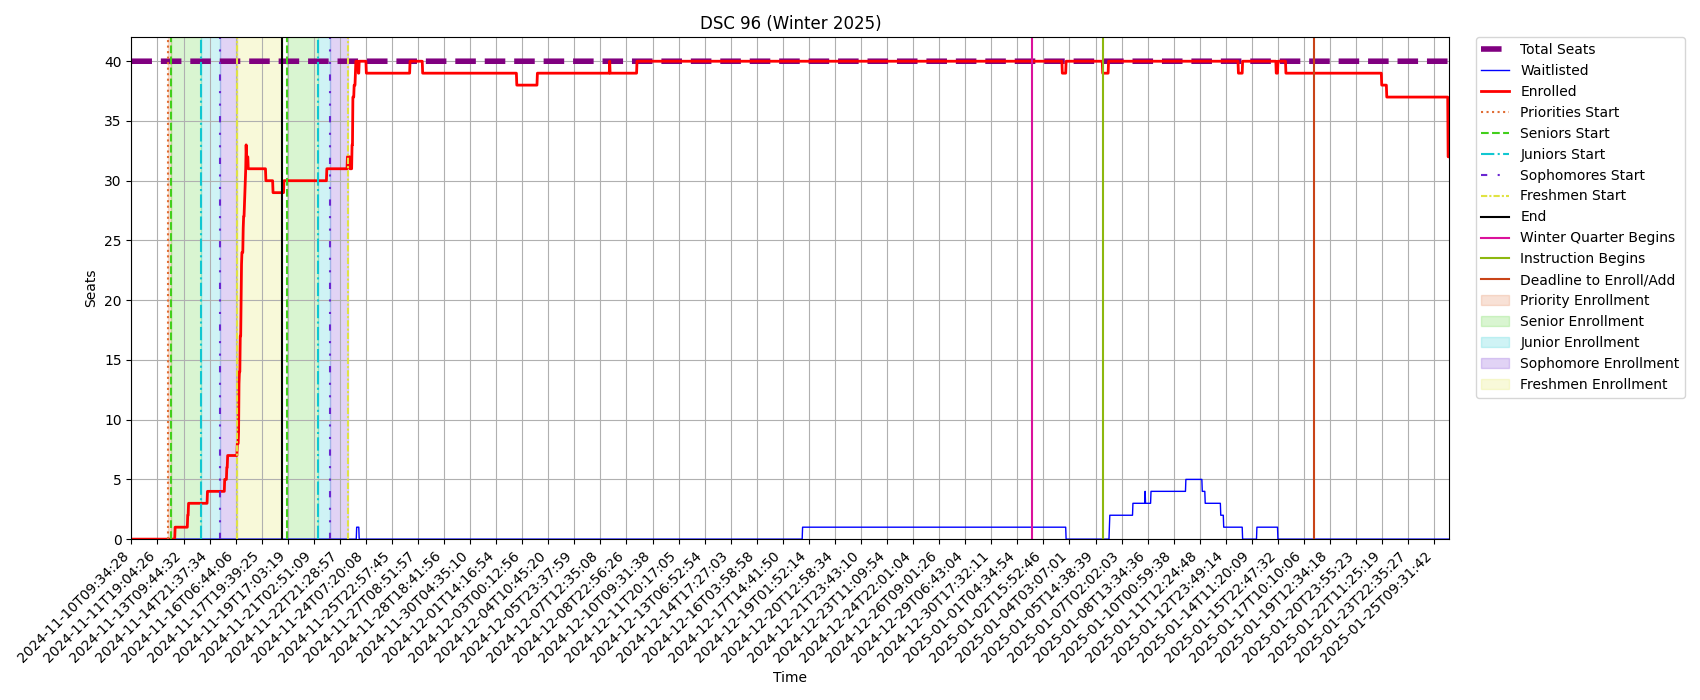 DSC 96 (Winter 2025)
Seats
40
35
30
25
20
15
10
5
0
2024-11-10T09:34:28
2024-11-11T19:04:26
2024-11-13T09:44:32
2024-11-14T21:37:34
2024-11-16T06:44:06
2024-11-17T19:39:23
2024-11-19T17:03:19
2024-11-21T02:51:09
2024-11-22T21:28:57
2024-11-24T07:20:08
2024-11-25T22:57:45
2024-11-27T08:51:57
2024-11-28T18:41:56
2024-11-30T04:35:10
2024-12-01T14:16:54
2024-12-03T00:12:56
2024-12-04T10:45:20
2024-12-05T23:37:59
2024-12-07T12:35:08
2024-12-08T22:56:26
2024-12-10T09:31:38
2024-12-11T20:17:05
2024-12-13T06:52:54
2024-12-14T17:27:03
2024-12-16T03:58:58
2024-12-17T14:41:50
2024-12-19T01:52:14
2024-12-20T12:58:34
2024-12-21T23:43:10
2024-12-23T11:09:54
2024-12-24T22:01:04
2024-12-26T09:01:26
2024-12-29T06:43:04
2024-12-30T17:32:11
2025-01-01T04:34:54
2025-01-02T15:52:46
2025-01-04T03:07:01
2025-01-05T14:38:39
2025-01-07T02:02:03
2025-01-08T13:34:36
2025-01-10T00:59:38
2025-01-11T12:24:48
2025-01-12T23:49:14
2025-01-14T11:20:09
2025-01-15T22:47:32
2025-01-17T10:10:06
2025-01-19T12:34:18
2025-01-20T23:55:23
2025-01-22T11:25:19
2025-01-23T22:35:27
2025-01-25T09:31:42
Time
Total Seats
Waitlisted
Enrolled
Priorities Start
Seniors Start
Juniors Start
Sophomores Start
Freshmen Start
End
Winter Quarter Begins
Instruction Begins
Deadline to Enroll/Add
Priority Enrollment
Senior Enrollment
Junior Enrollment
Sophomore Enrollment
Freshmen Enrollment